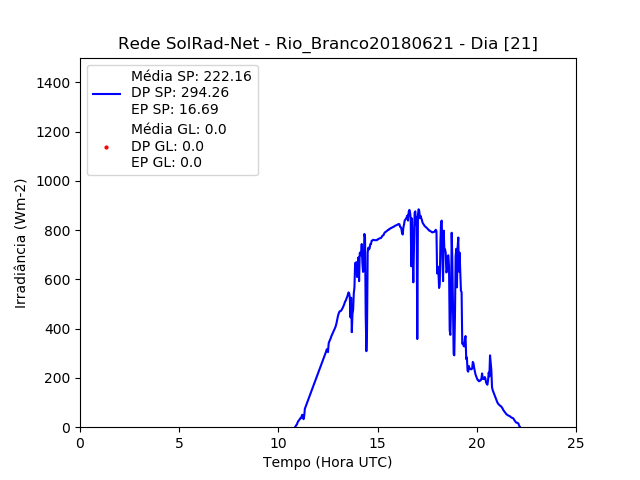 Rede SolRad-Net - Rio_Branco20180621 - Dia [21]
Média SP: 222.16
DP SP: 294.26
EP SP: 16.69
Média GL: 0.0
DP GL: 0.0
EP GL: 0.0
1400
1200
1000
800
600
400
200
0
Irradiância (Wm-2)
0 5 10 15 20 25
Tempo (Hora UTC)